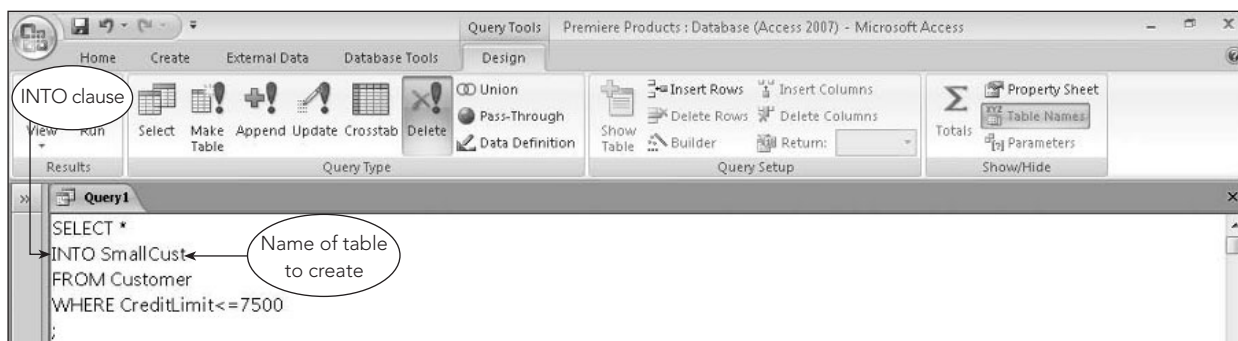 Query Tools Premiere Products : Database (Access 2007) - Microsoft Access
Home Create External Data Database Tools Design
INTO clause
View Run
Results
Select Make Table Append Update Crosstab Delete
Union
Pass-Through
Data Definition
Query Type
Show Table
Insert Rows
Delete Rows
Builder
Insert Columns
Delete Columns
Return:
Query Setup
Totals
Property Sheet
XYZ Table Names
[?] Parameters
Show/Hide
Query1
SELECT *
INTO SmallCust
FROM Customer
WHERE CreditLimit<=7500
;
Name of table
to create